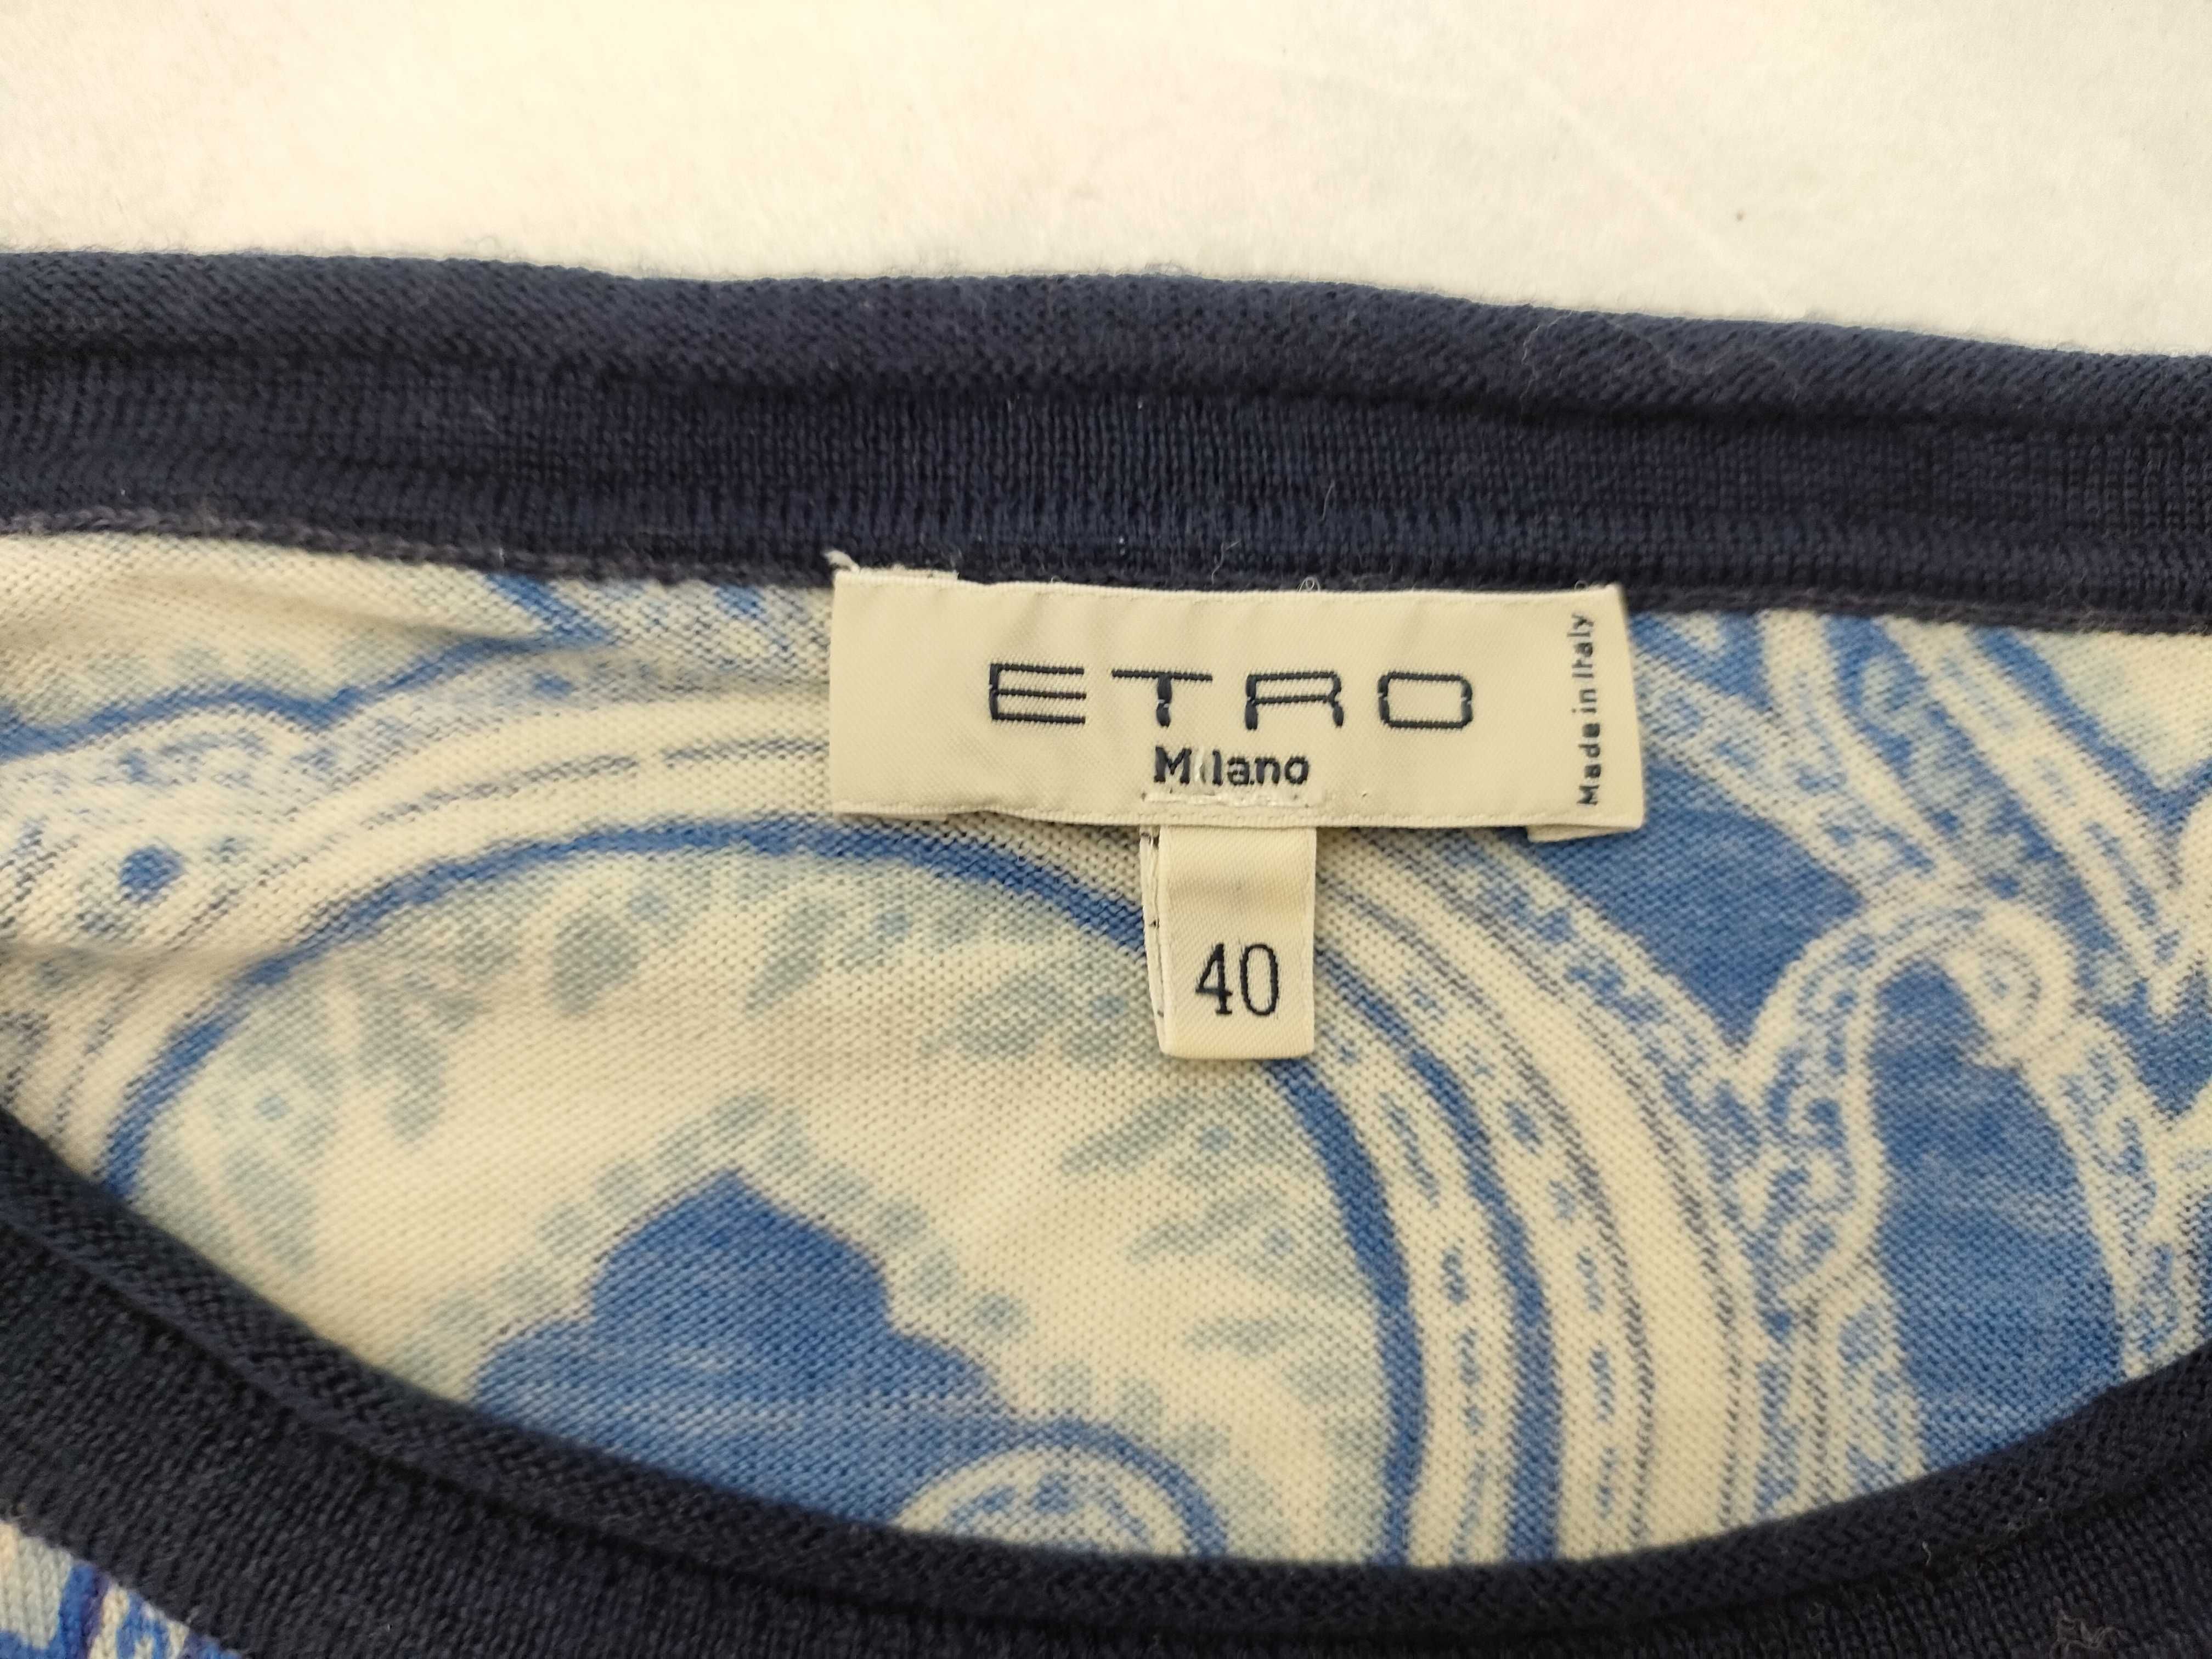 ETRO
Milano
Made in Italy
40